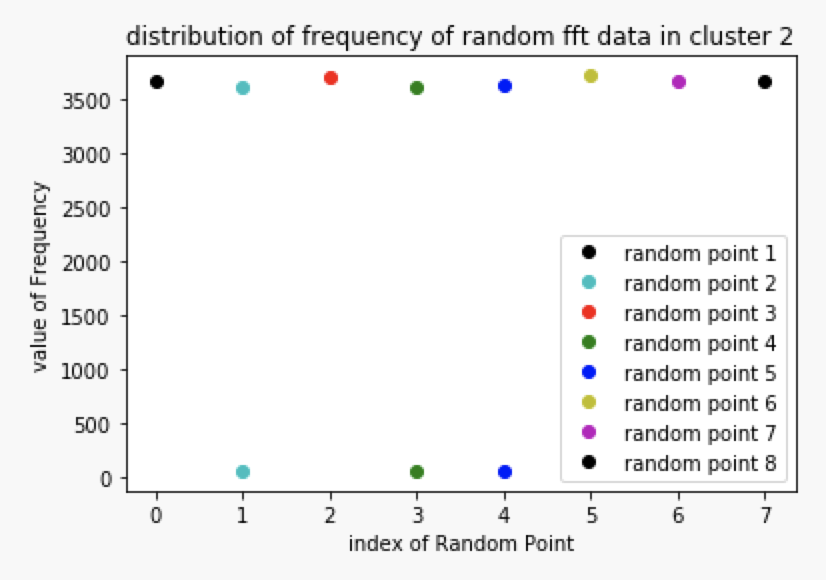 distribution of frequency of random fft data in cluster 2
value of Frequency
3500
3000
2500
2000
1500
1000
500
0
random point 1
random point 2
random point 3
random point 4
random point 5
random point 6
random point 7
random point 8
0 1 2 3 4 5 6 7
index of Random Point